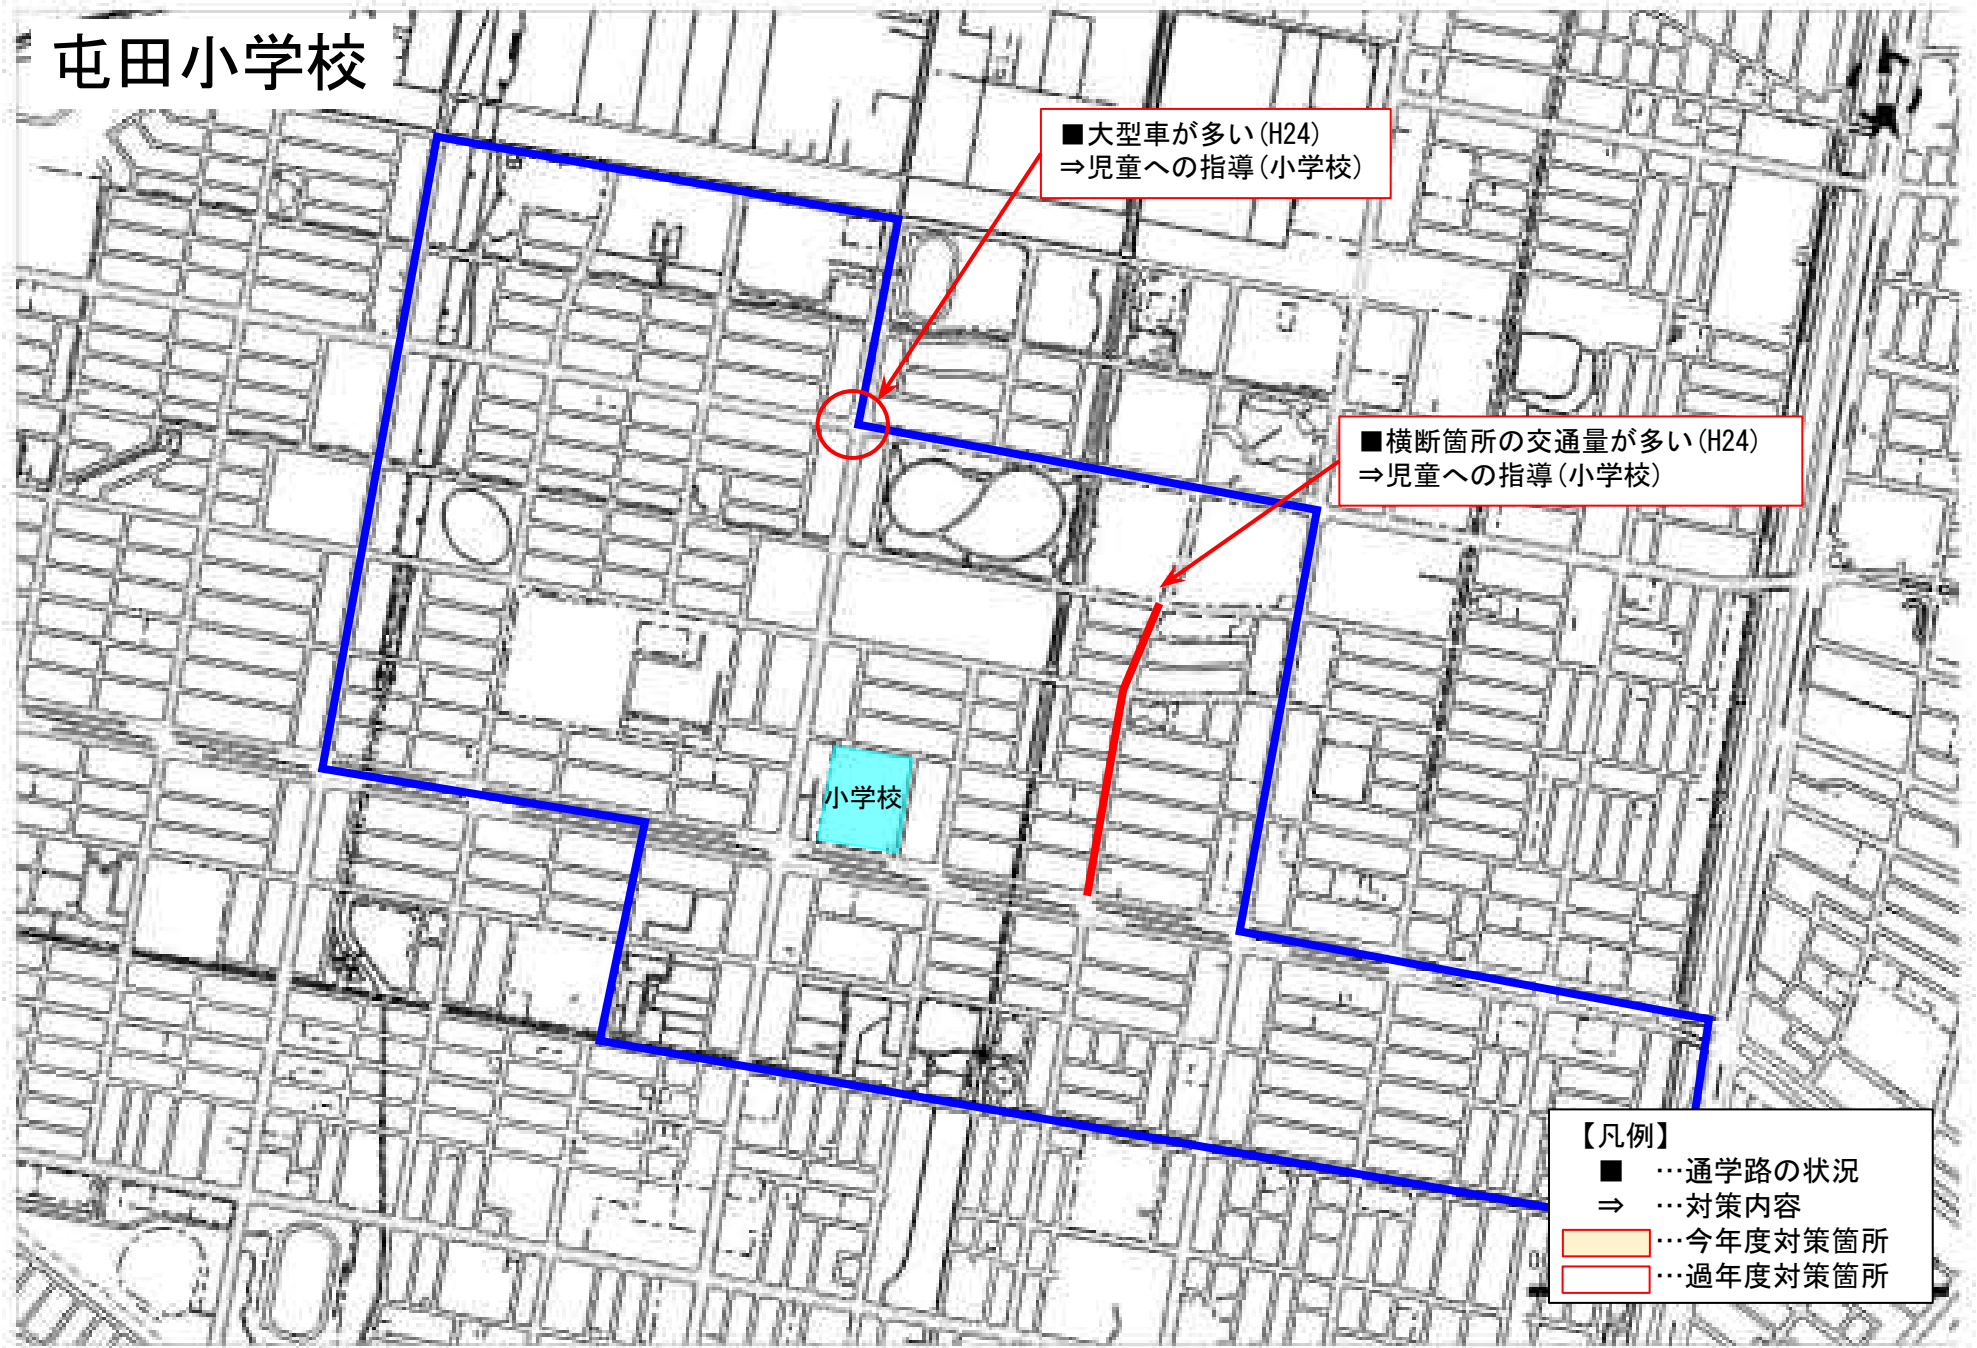 屯田小学校
■大型車が多い(H24)
⇒児童への指導(小学校)
■横断箇所の交通量が多い(H24)
⇒児童への指導(小学校)
小学校
【凡例】
■ …通学路の状況
⇒ …対策内容
…今年度対策箇所
…過年度対策箇所